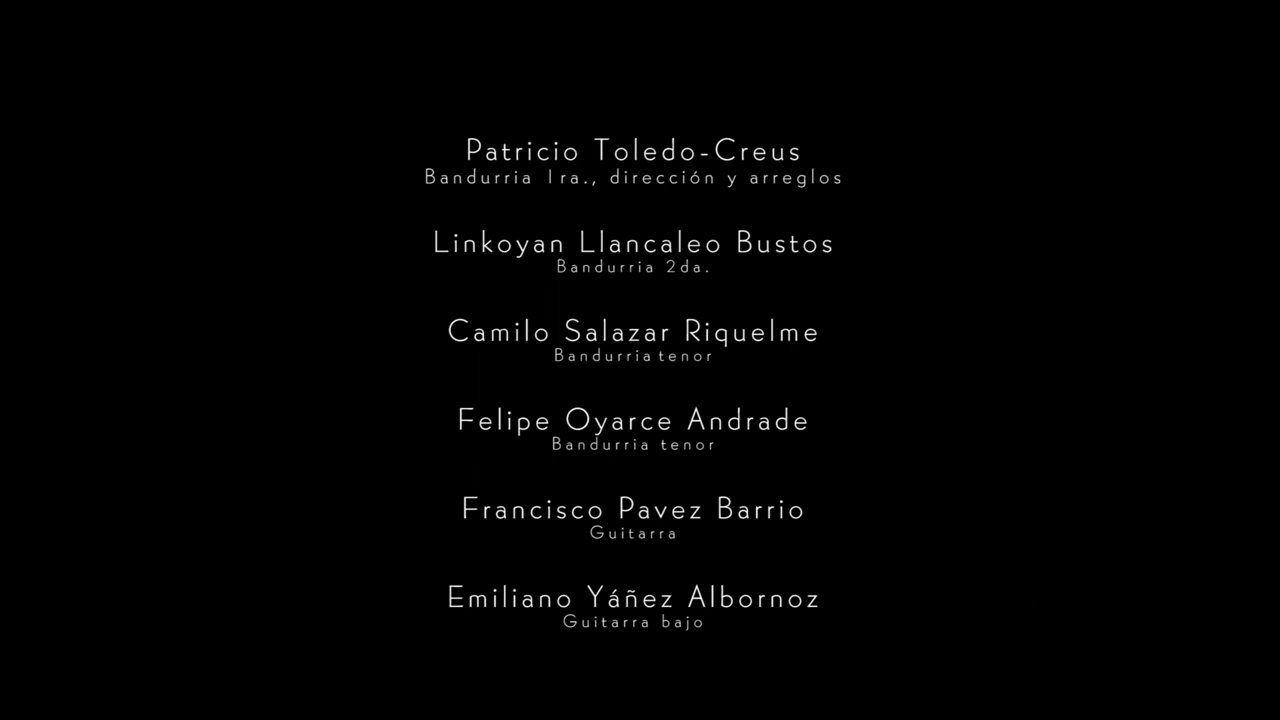 Patricio Toledo-Creus
Bandurria 1ra., dirección y arreglos
Linkoyan Llancaleo Bustos
Bandurria 2da.
Camilo Salazar Riquelme
Bandurria tenor
Felipe Oyarce Andrade
Bandurria tenor
Francisco Pavez Barrio
Guitarra
Emiliano Yáñez Albornoz
Guitarra bajo